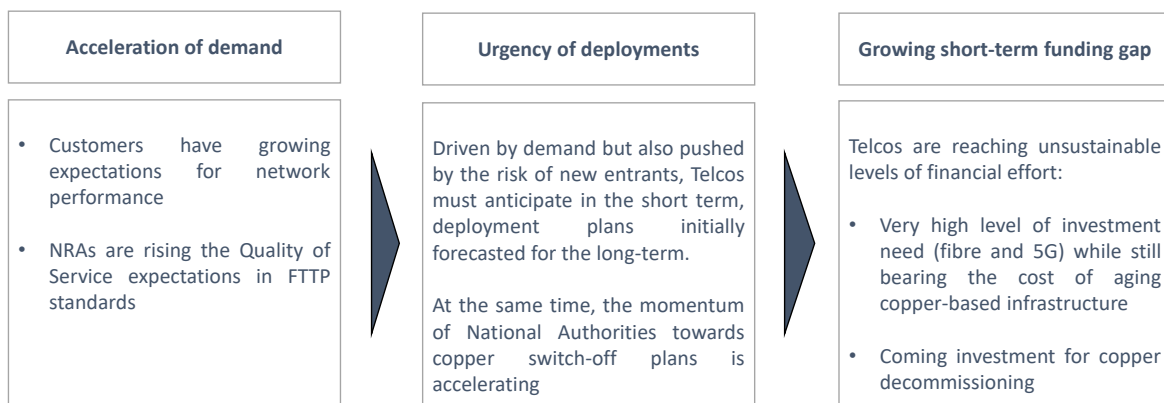 Acceleration of demand
• Customers have growing
expectations for network
performance
• NRAs are rising the Quality of
Service expectations in FTTP
standards
Urgency of deployments
Driven by demand but also pushed
by the risk of new entrants, Telcos
must anticipate in the short term,
deployment plans initially
forecasted for the long-term.
At the same time, the momentum
of National Authorities towards
copper switch-off plans is
accelerating
Growing short-term funding gap
Telcos are reaching unsustainable
levels of financial effort:
• Very high level of investment
need (fibre and 5G) while still
bearing the cost of aging
copper-based infrastructure
• Coming investment for copper
decommissioning